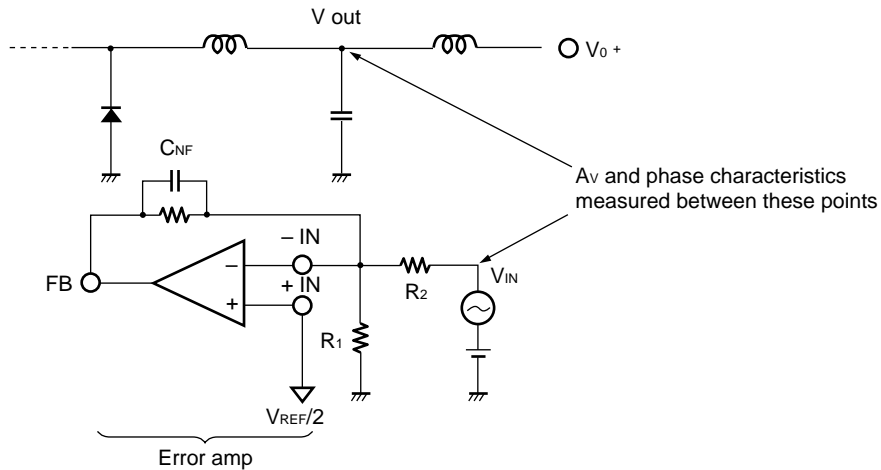 V out
V0 +
CNF
AV and phase characteristics
measured between these points
– IN
FB
–
+ IN
+
R2
VIN
R1
VREF/2
Error amp